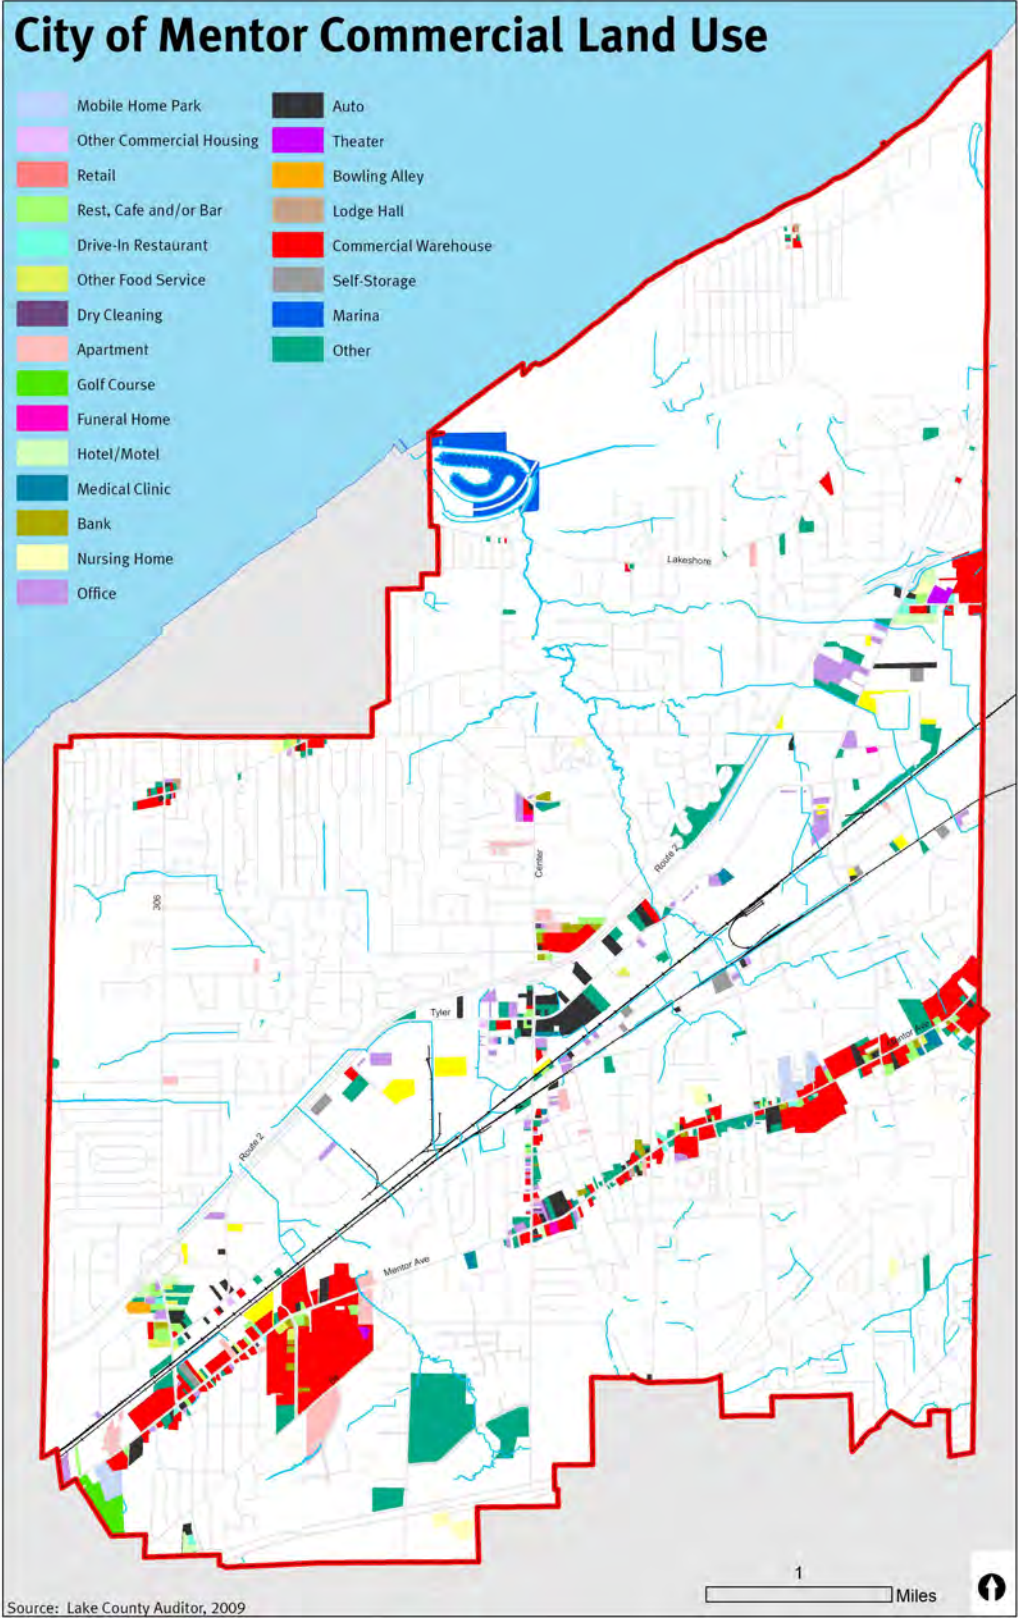 City of Mentor Commercial Land Use
Mobile Home Park
Other Commercial Housing
Retail
Rest, Cafe and/or Bar
Drive-In Restaurant
Other Food Service
Dry Cleaning
Apartment
Golf Course
Funeral Home
Hotel/Motel
Medical Clinic
Bank
Nursing Home
Office
Auto
Theater
Bowling Alley
Lodge Hall
Commercial Warehouse
Self-Storage
Marina
Other
Lakeshore
Center
Route 2
306
Tyler
Mentor Ave
Route 2
Mentor Ave
1
Miles
Source: Lake County Auditor, 2009